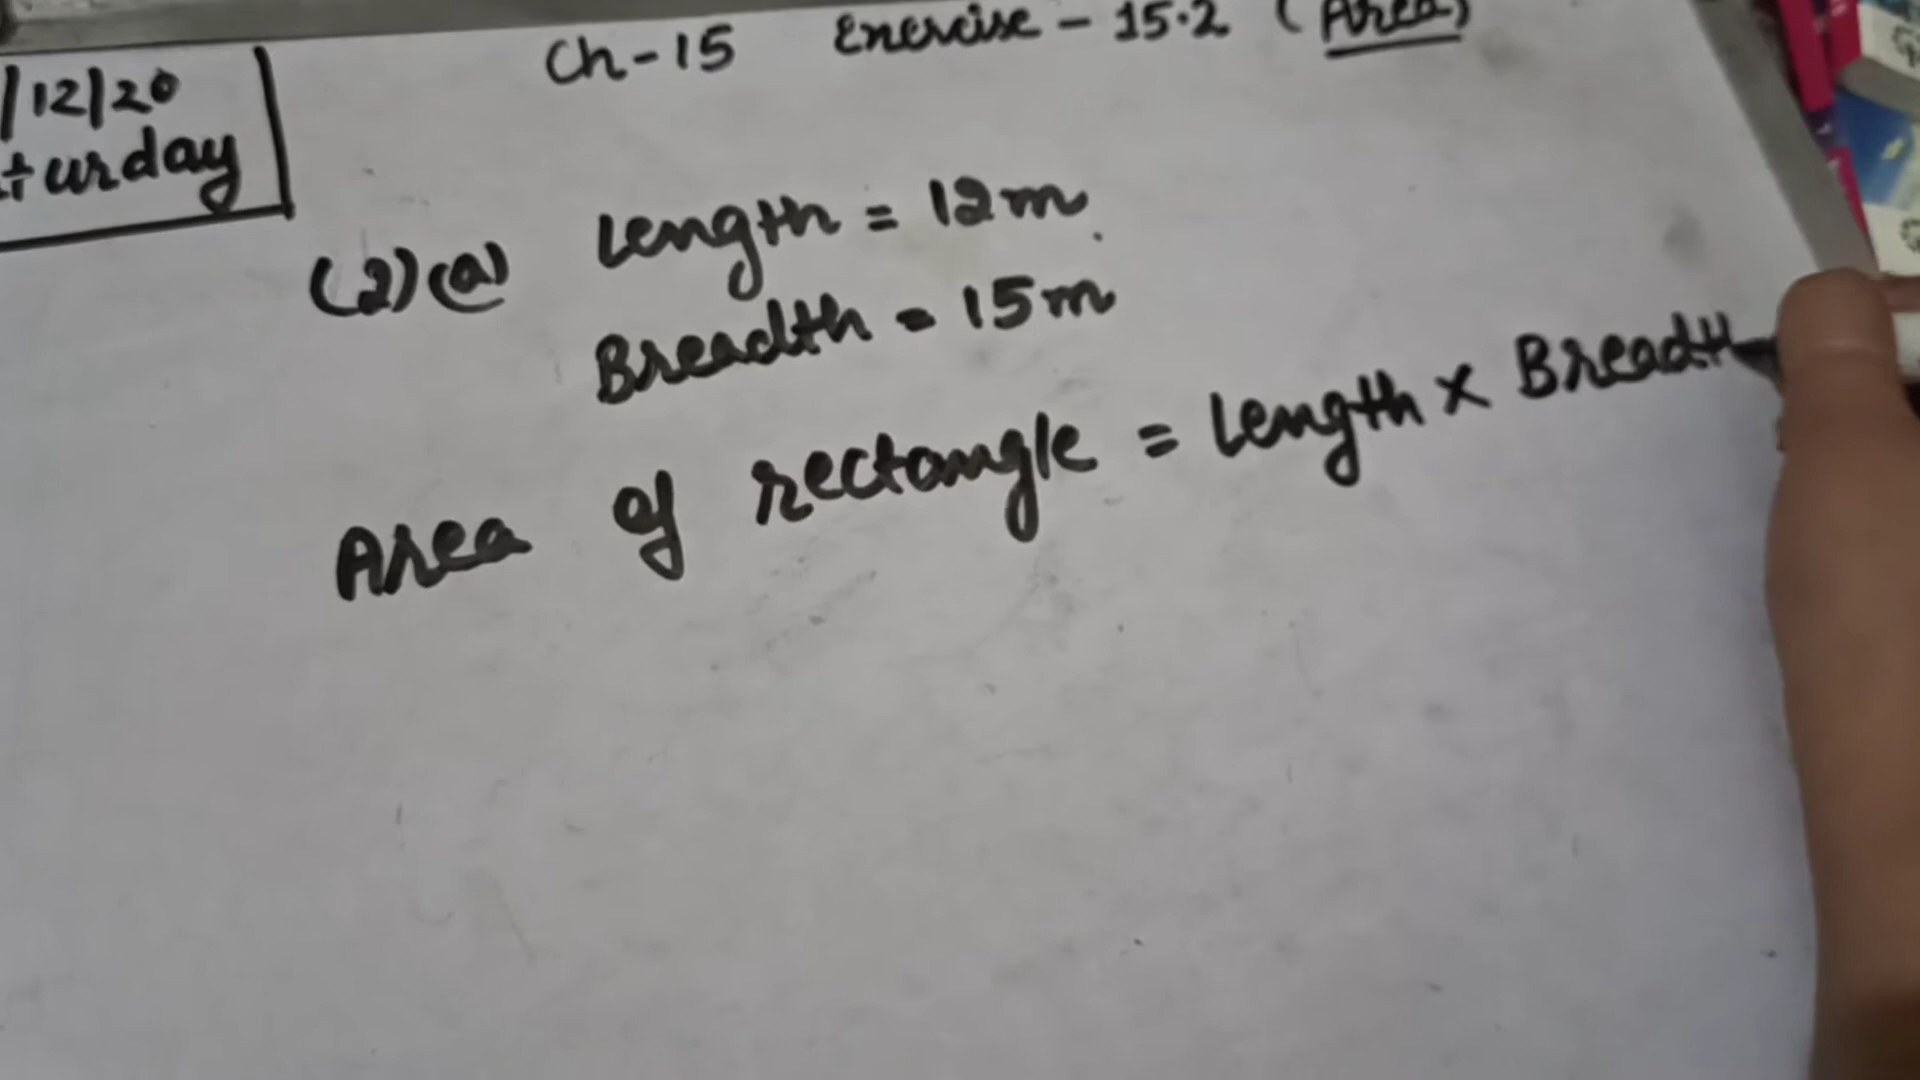 Ch-15 Exercise - 15.2 (Area)
/12/20
turday
(2)(a) Length = 12m
Breadth = 15m
Area of rectangle = Length × Breadth